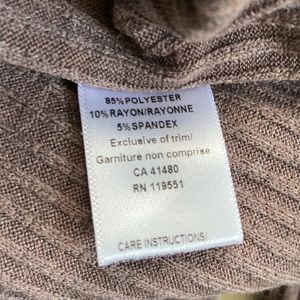 85%POLYESTER
10%RAYON/RAYONNE
5%SPANDEX
Exclusive of trim/
Garniture non comprise
CA 41480
RN 119551
CARE INSTRUCTIONS/